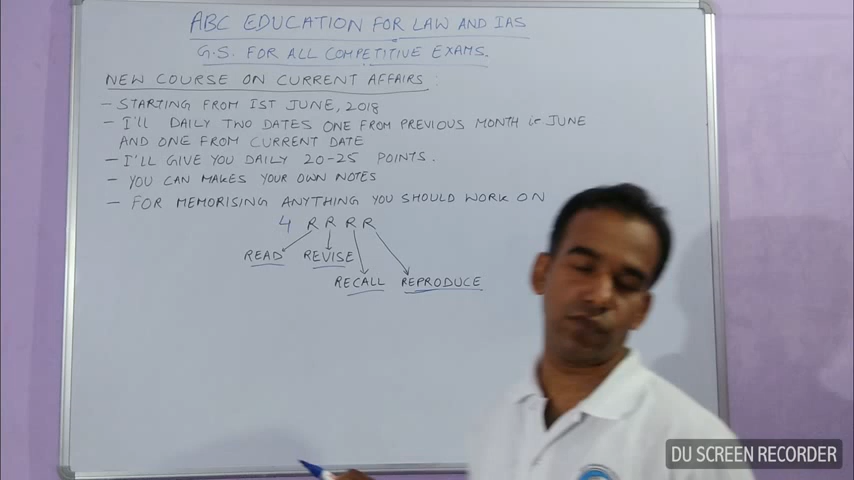 ABC EDUCATION FOR LAW AND IAS
G.S. FOR ALL COMPETITIVE EXAMS.
NEW COURSE ON CURRENT AFFAIRS :
- STARTING FROM IST JUNE, 2018
- I'LL DAILY TWO DATES ONE FROM PREVIOUS MONTH i.e JUNE
AND ONE FROM CURRENT DATE
- I'LL GIVE YOU DAILY 20-25 POINTS.
- YOU CAN MAKES YOUR OWN NOTES
- FOR MEMORISING ANYTHING YOU SHOULD WORK ON
4 R R R R
READ REVISE
RECALL REPRODUCE
DU SCREEN RECORDER